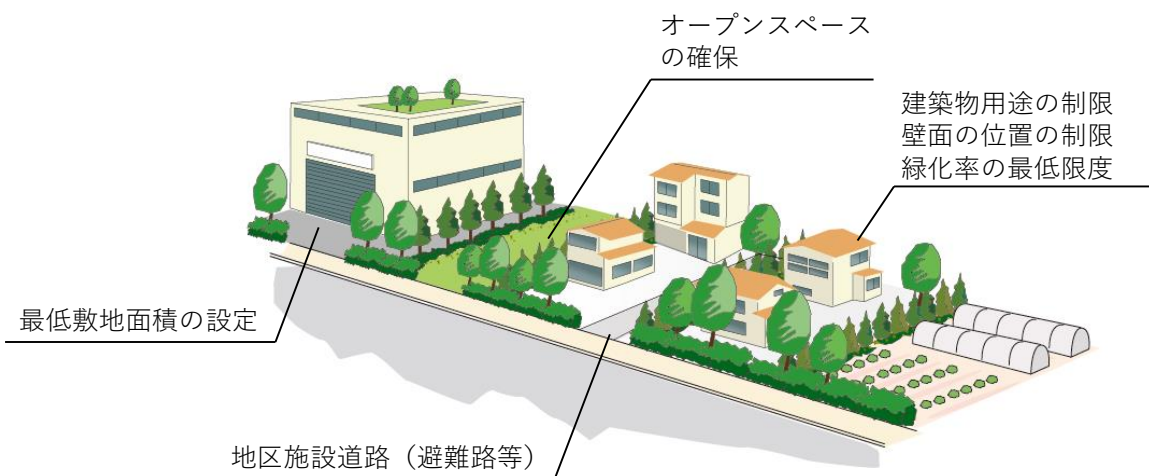 オープンスペース
の確保
建築物用途の制限
壁面の位置の制限
緑化率の最低限度
最低敷地面積の設定
地区施設道路（避難路等）